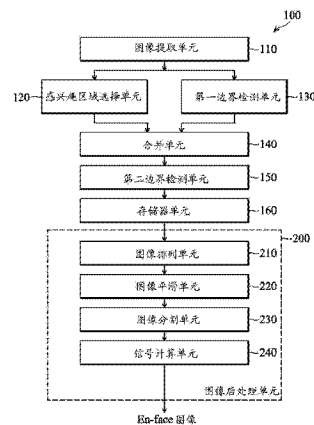 100
图像提取单元
110
120
感兴趣区域选择单元
第一边界检测单元
130
合并单元
140
第二边界检测单元
150
存储器单元
160
200
图像排列单元
210
图像平滑单元
220
图像分割单元
230
信号计算单元
240
图像后处理单元
En-face 图像